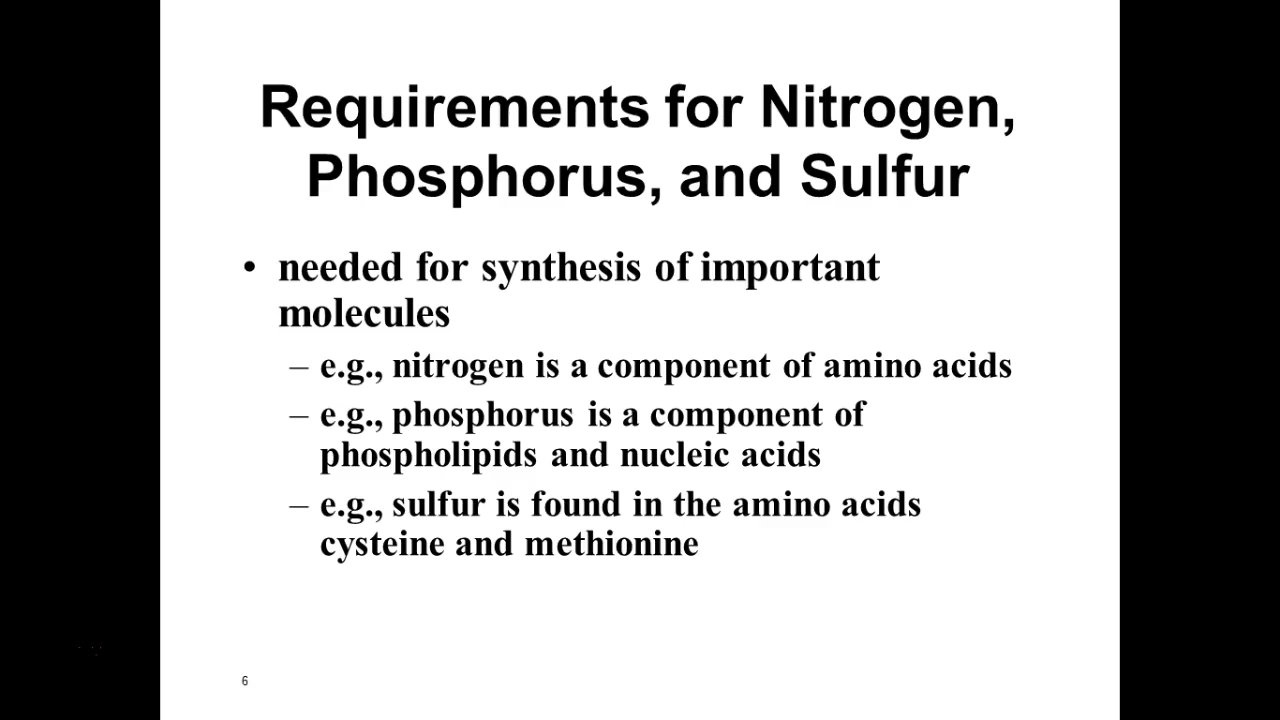 Requirements for Nitrogen,
Phosphorus, and Sulfur
• needed for synthesis of important
molecules
– e.g., nitrogen is a component of amino acids
– e.g., phosphorus is a component of
phospholipids and nucleic acids
– e.g., sulfur is found in the amino acids
cysteine and methionine
6